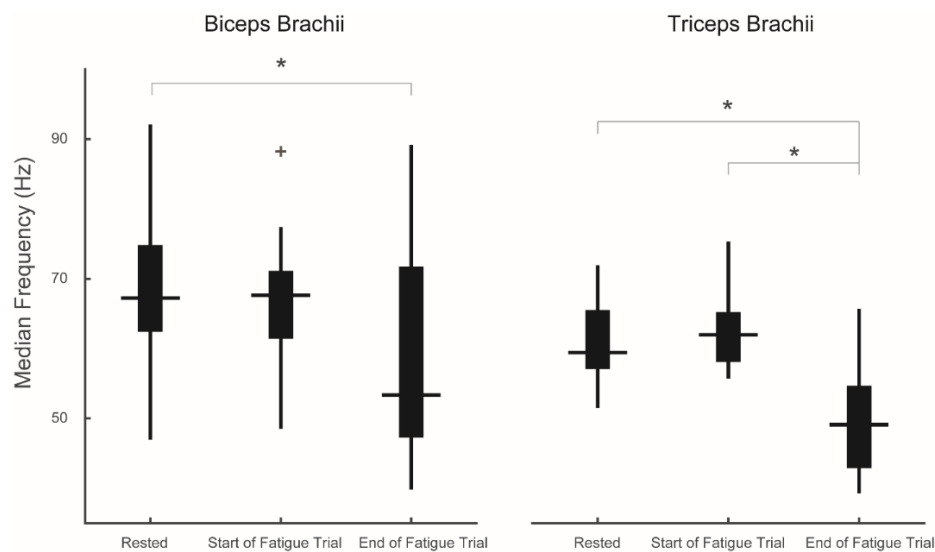 Biceps Brachii
Triceps Brachii
*
*
*
+
Median Frequency (Hz)
90
70
50
Rested
Start of Fatigue Trial
End of Fatigue Trial
Rested
Start of Fatigue Trial
End of Fatigue Trial